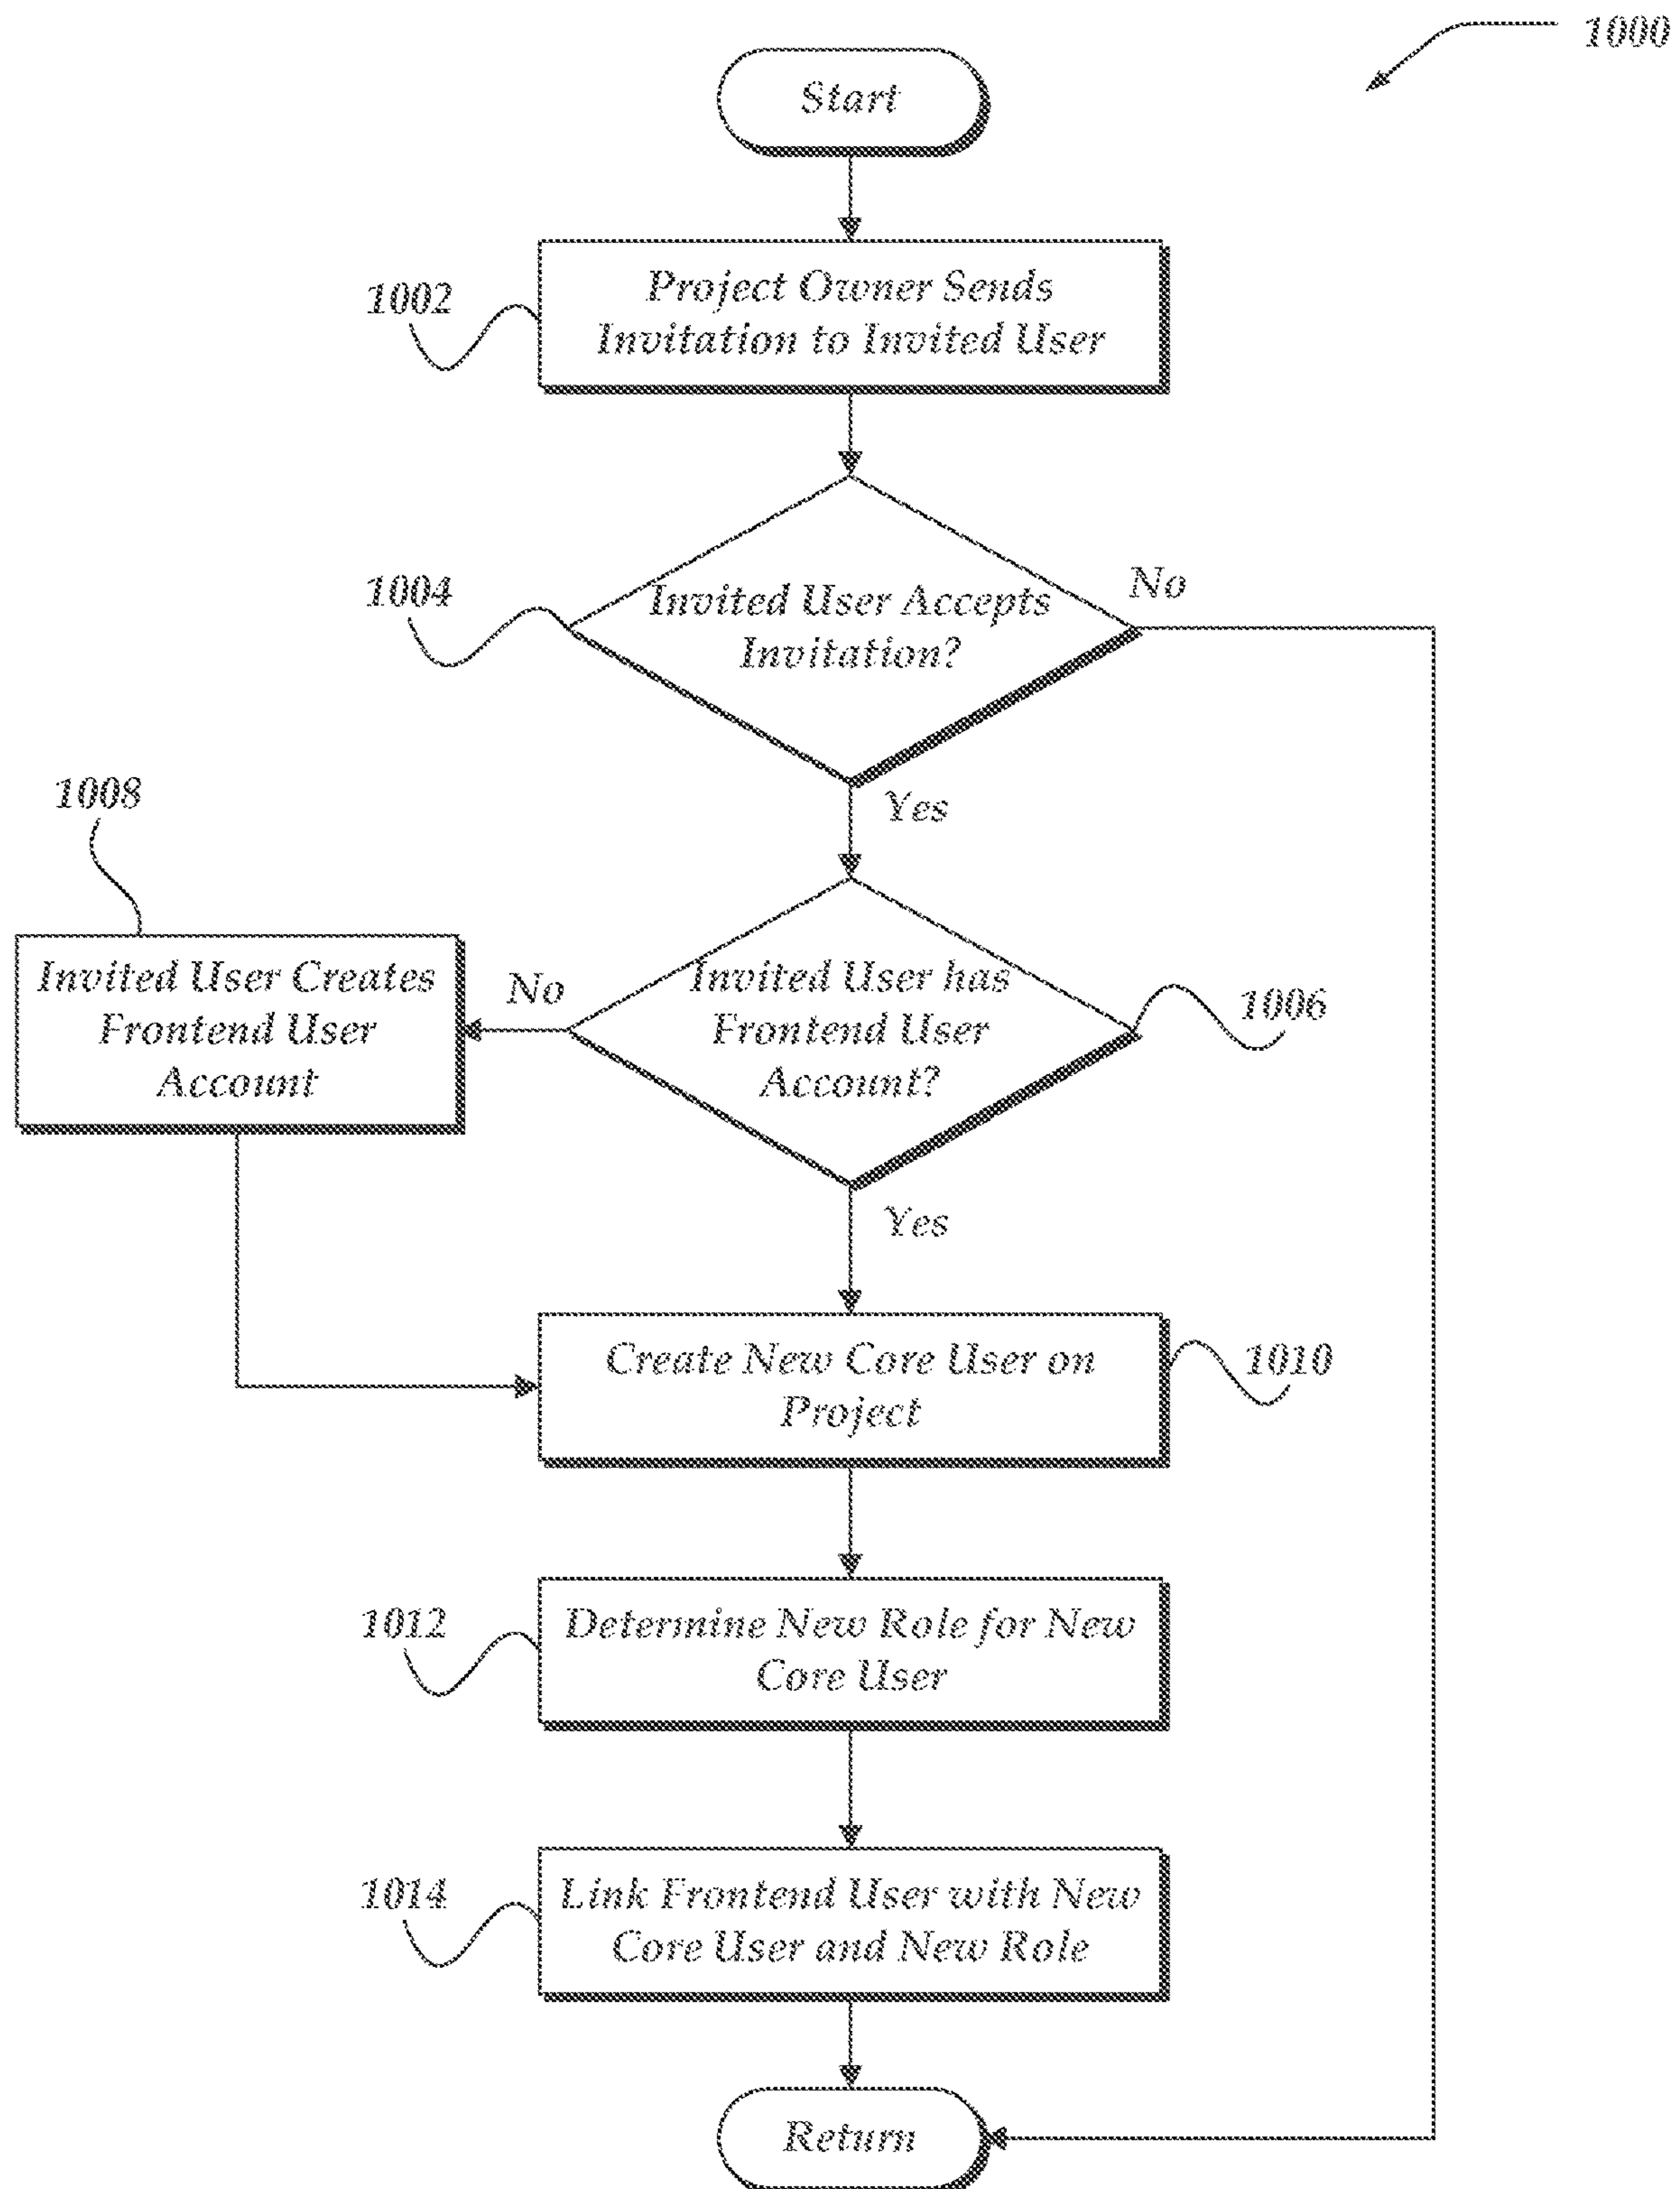 1000
Start
1002
Project Owner Sends
Invitation to Invited User
1004
Invited User Accepts
Invitation?
No
Yes
1008
Invited User Creates
Frontend User
Account
No
Invited User has
Frontend User
Account?
1006
Yes
Create New Core User on
Project
1010
1012
Determine New Role for New
Core User
1014
Link Frontend User with New
Core User and New Role
Return